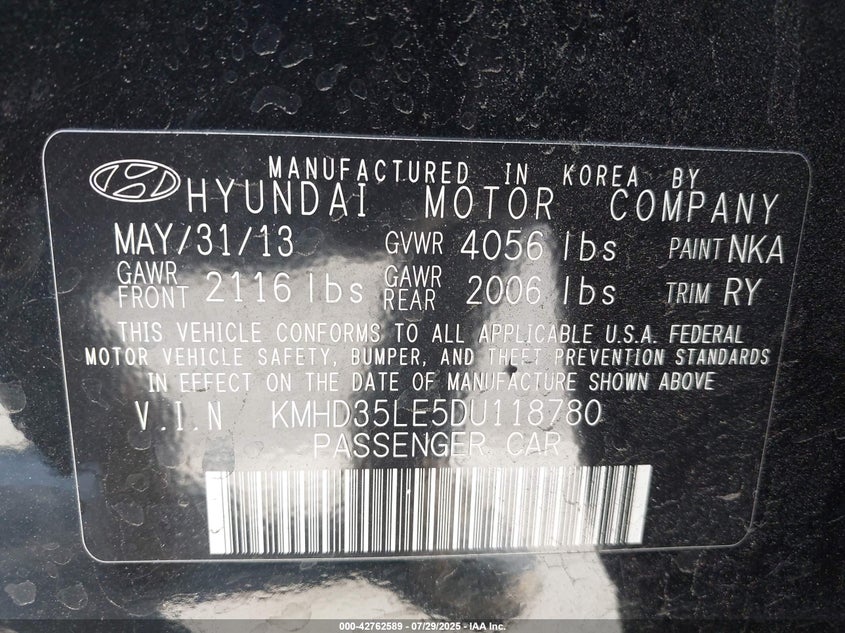 MANUFACTURED IN KOREA BY
HYUNDAI MOTOR COMPANY
MAY/31/13 GVWR 4056 lbs PAINT NKA
GAWR FRONT 2116 lbs GAWR REAR 2006 lbs TRIM RY
THIS VEHICLE CONFORMS TO ALL APPLICABLE U.S.A. FEDERAL
MOTOR VEHICLE SAFETY, BUMPER, AND THEFT PREVENTION STANDARDS
IN EFFECT ON THE DATE OF MANUFACTURE SHOWN ABOVE
V.I.N KMHD35LE5DU118780
PASSENGER CAR
000-42762589 - 07/29/2025 - IAA Inc.